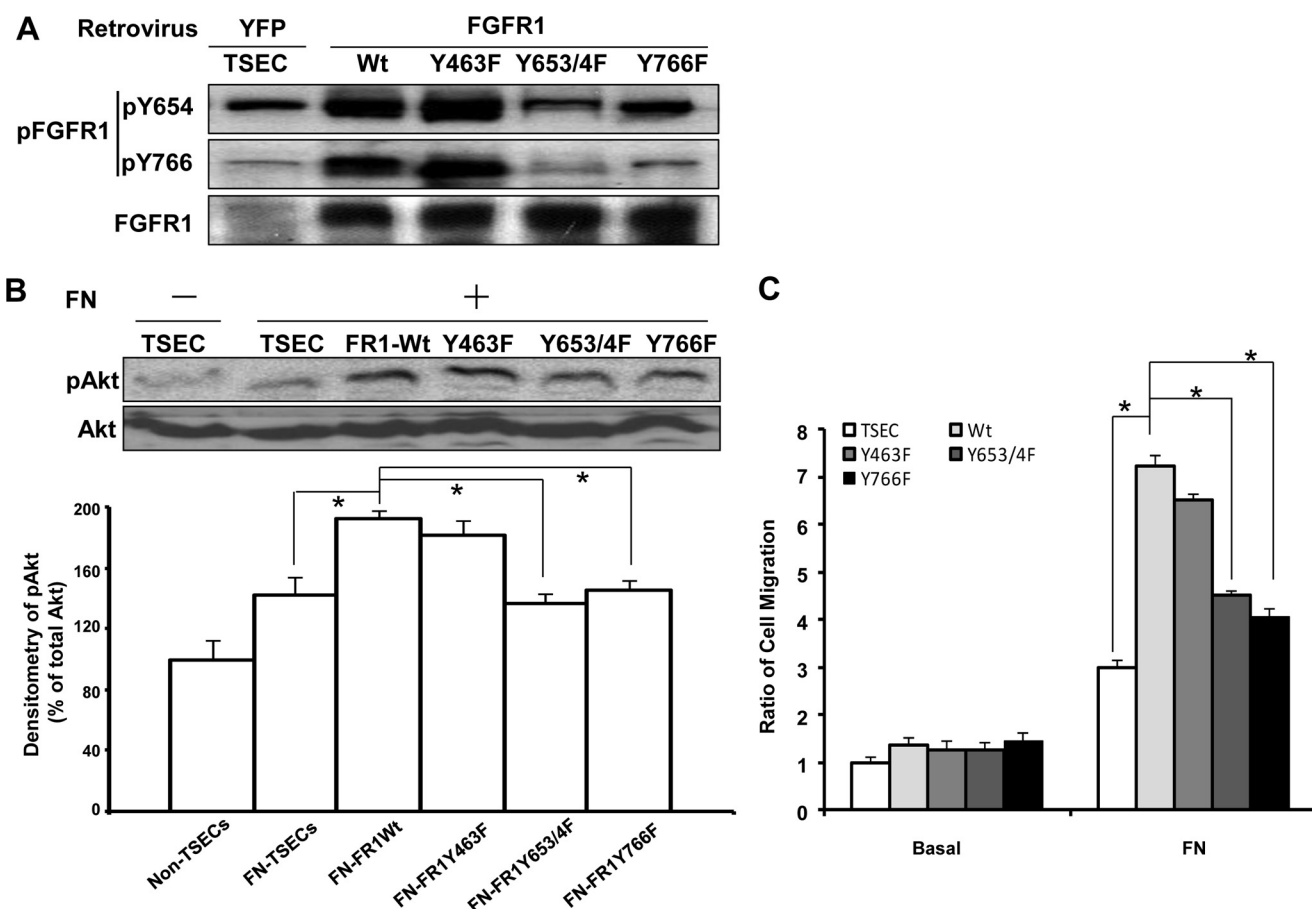 A Retrovirus YFP FGFR1
TSEC Wt Y463F Y653/4F Y766F
pFGFR1
pY654
pY766
FGFR1
B FN − +
TSEC TSEC FR1-Wt Y463F Y653/4F Y766F
pAkt
Akt
* * *
Densitometry of pAkt
(% of total Akt)
200
160
120
80
40
0
Non-TSECs FN-TSECs FN-FR1Wt FN-FR1Y463F FN-FR1Y653/4F FN-FR1Y766F
C
* * *
TSEC Wt
Y463F Y653/4F
Y766F
Ratio of Cell Migration
8
7
6
5
4
3
2
1
0
Basal FN